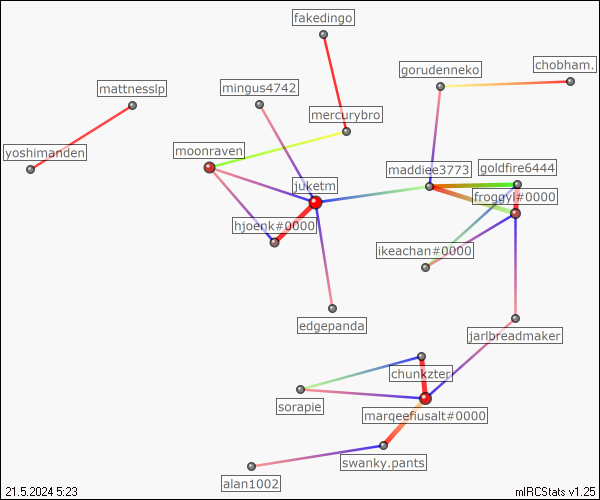 fakedingo
chobham.
gorudenneko
mattnesslp
mingus4742
mercurybro
yoshimanden
moonraven
maddiee3773
goldfire6444
juketm
froggyl#0000
hjoenk#0000
ikeachan#0000
edgepanda
jarlbreadmaker
chunkzter
sorapie
marqeefiusalt#0000
swanky.pants
alan1002
21.5.2024 5:23
mIRCStats v1.25